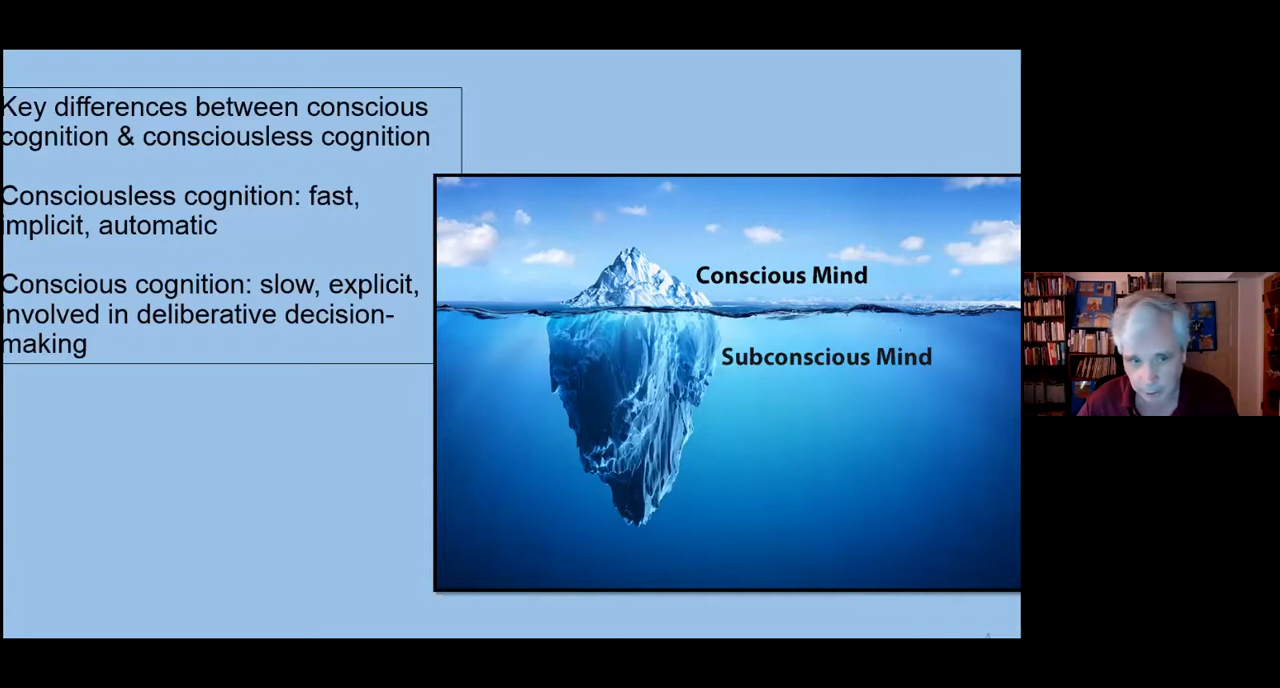 Key differences between conscious
cognition & consciousless cognition
Consciousless cognition: fast,
implicit, automatic
Conscious cognition: slow, explicit,
involved in deliberative decision-
making
Conscious Mind
Subconscious Mind
4